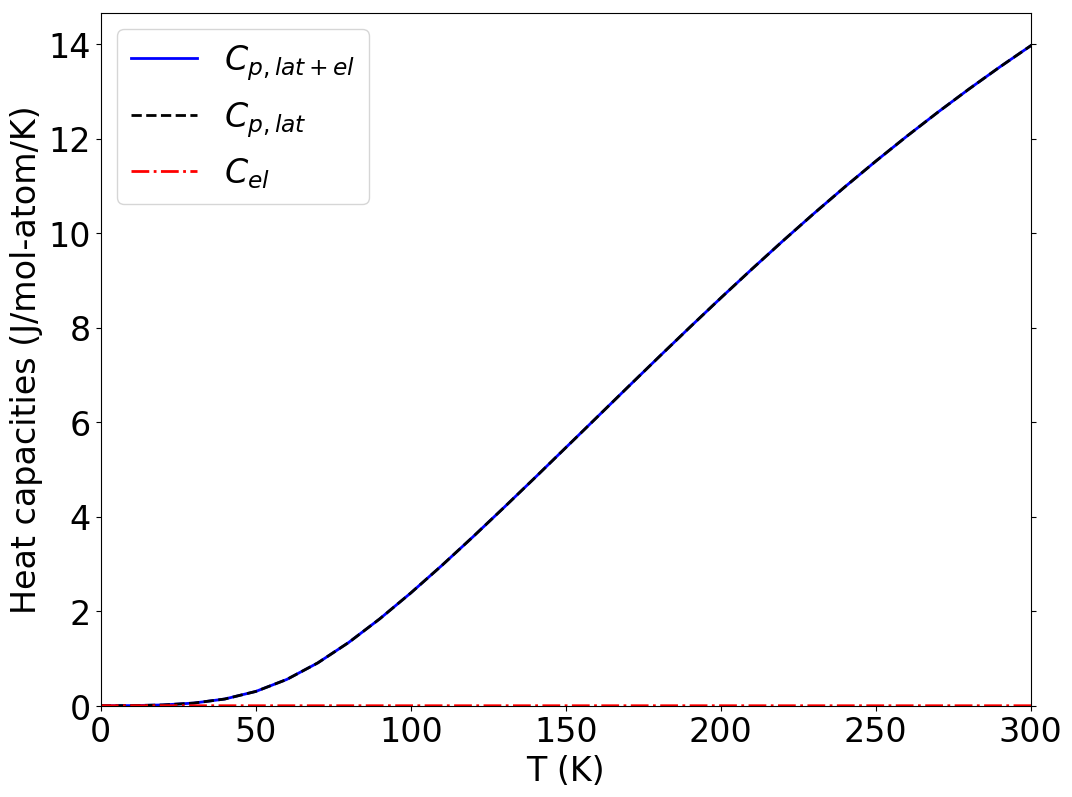 C_{p, lat+el}
C_{p, lat}
C_{el}
Heat capacities (J/mol-atom/K)
14
12
10
8
6
4
2
0
0 50 100 150 200 250 300
T (K)